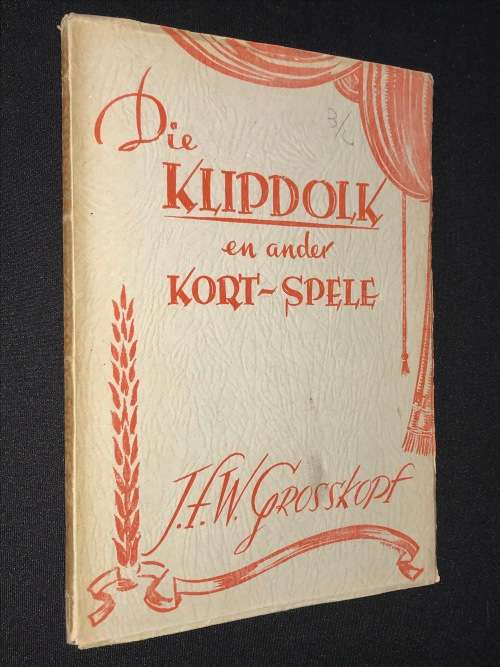 Die
KLIPDOLK
en ander
KORT-SPELE
J.F.W. GROSSKOPF